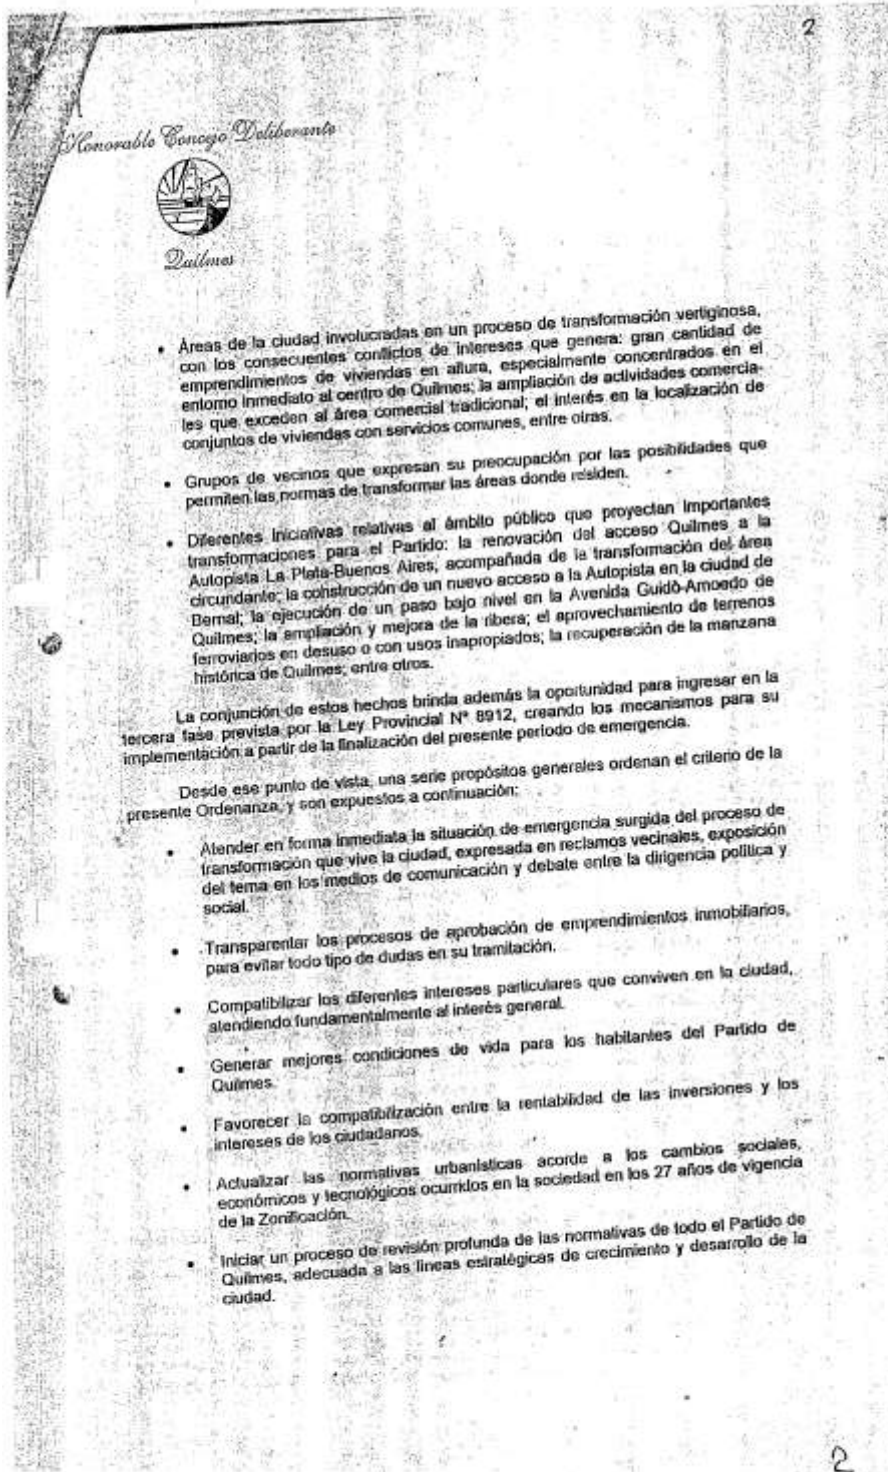 2
Honorable Concejo Deliberante
Quilmes
• Áreas de la ciudad involucradas en un proceso de transformación vertiginosa,
con los consecuentes conflictos de intereses que genera: gran cantidad de
emprendimientos de viviendas en altura, especialmente concentrados en el
entorno inmediato al centro de Quilmes; la ampliación de actividades comercia-
les que exceden al área comercial tradicional; el interés en la localización de
conjuntos de viviendas con servicios comunes, entre otras.
• Grupos de vecinos que expresan su preocupación por las posibilidades que
permiten las normas de transformar las áreas donde residen.
• Diferentes iniciativas relativas al ámbito público que proyectan importantes
transformaciones para el Partido: la renovación del acceso Quilmes a la
Autopista La Plata-Buenos Aires, acompañada de la transformación del área
circundante; la construcción de un nuevo acceso a la Autopista en la ciudad de
Bernal; la ejecución de un paso bajo nivel en la Avenida Guido-Amoedo de
Quilmes; la ampliación y mejora de la ribera; el aprovechamiento de terrenos
ferroviarios en desuso o con usos inapropiados; la recuperación de la manzana
histórica de Quilmes; entre otros.
La conjunción de estos hechos brinda además la oportunidad para ingresar en la
tercera fase prevista por la Ley Provincial Nº 8912, creando los mecanismos para su
implementación a partir de la finalización del presente período de emergencia.
Desde ese punto de vista, una serie propósitos generales ordenan el criterio de la
presente Ordenanza, y son expuestos a continuación:
• Atender en forma inmediata la situación de emergencia surgida del proceso de
transformación que vive la ciudad, expresada en reclamos vecinales, exposición
del tema en los medios de comunicación y debate entre la dirigencia política y
social.
• Transparentar los procesos de aprobación de emprendimientos inmobiliarios,
para evitar todo tipo de dudas en su tramitación.
• Compatibilizar los diferentes intereses particulares que conviven en la ciudad,
atendiendo fundamentalmente al interés general.
• Generar mejores condiciones de vida para los habitantes del Partido de
Quilmes.
• Favorecer la compatibilización entre la rentabilidad de las inversiones y los
intereses de los ciudadanos.
• Actualizar las normativas urbanísticas acorde a los cambios sociales,
económicos y tecnológicos ocurridos en la sociedad en los 27 años de vigencia
de la Zonificación.
• Iniciar un proceso de revisión profunda de las normativas de todo el Partido de
Quilmes, adecuada a las líneas estratégicas de crecimiento y desarrollo de la
ciudad.
2